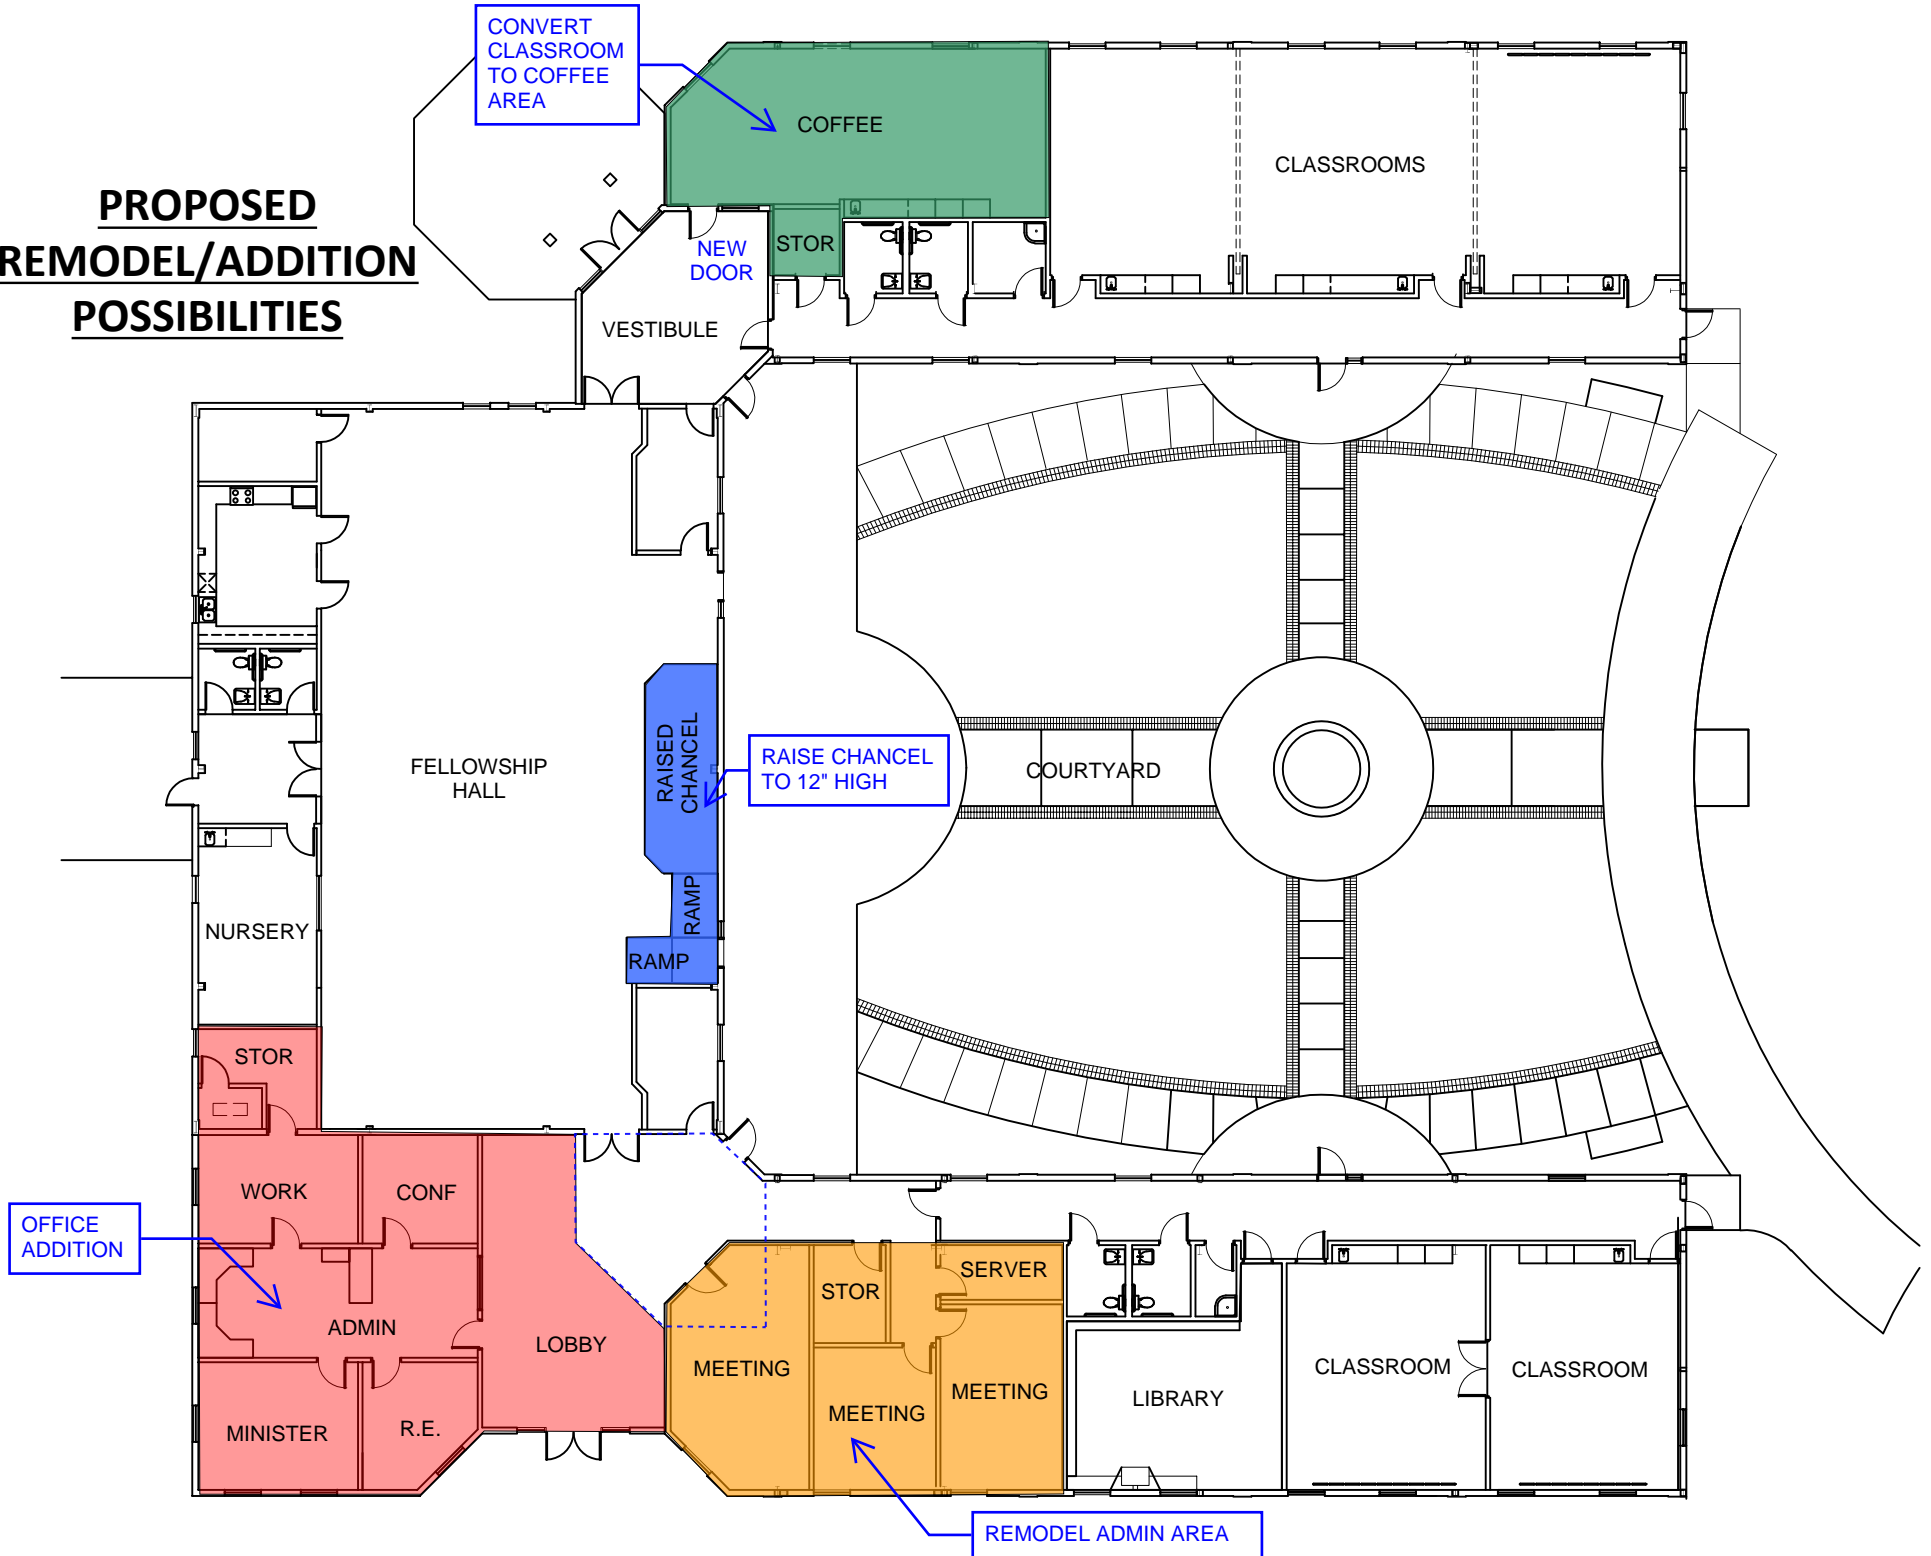 CONVERT
CLASSROOM
TO COFFEE
AREA
COFFEE
CLASSROOMS
PROPOSED
REMODEL/ADDITION
POSSIBILITIES
NEW
DOOR
STOR
VESTIBULE
FELLOWSHIP
HALL
RAISED
CHANCEL
RAISE CHANCEL
TO 12" HIGH
COURTYARD
RAMP
RAMP
NURSERY
STOR
WORK
CONF
OFFICE
ADDITION
ADMIN
LOBBY
MINISTER
R.E.
STOR
SERVER
MEETING
MEETING
MEETING
LIBRARY
CLASSROOM
CLASSROOM
REMODEL ADMIN AREA